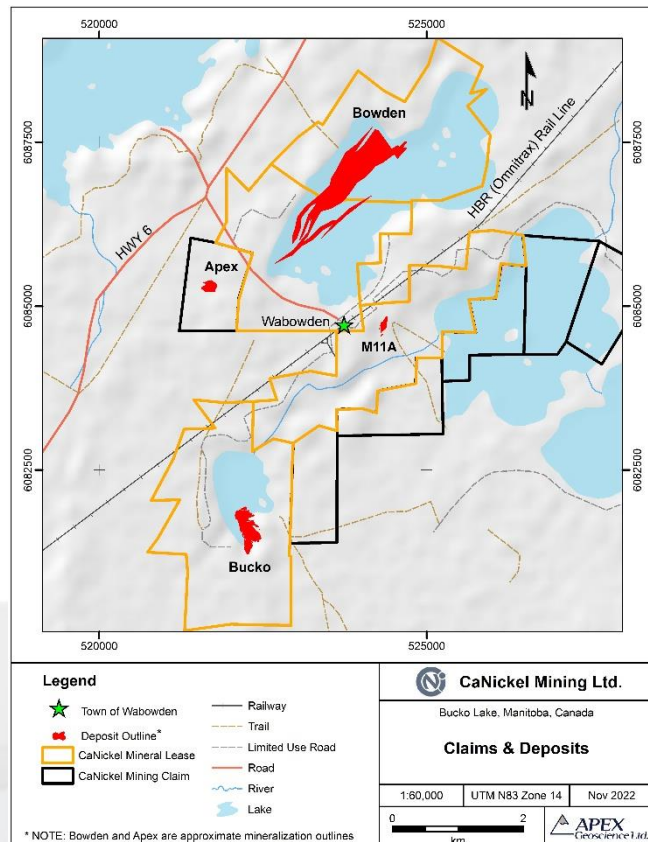 520000
525000
Bowden
6087500
6087500
N
HBR (Omnitrax) Rail Line
HWY 6
Apex
6085000
6085000
Wabowden
M11A
6082500
6082500
Bucko
520000
525000
Legend
Town of Wabowden
Deposit Outline*
CaNickel Mineral Lease
CaNickel Mining Claim
Railway
Trail
Limited Use Road
Road
River
Lake
* NOTE: Bowden and Apex are approximate mineralization outlines
CaNickel Mining Ltd.
Bucko Lake, Manitoba, Canada
Claims & Deposits
1:60,000 UTM N83 Zone 14 Nov 2022
0 2
km
APEX
Geoscience Ltd.